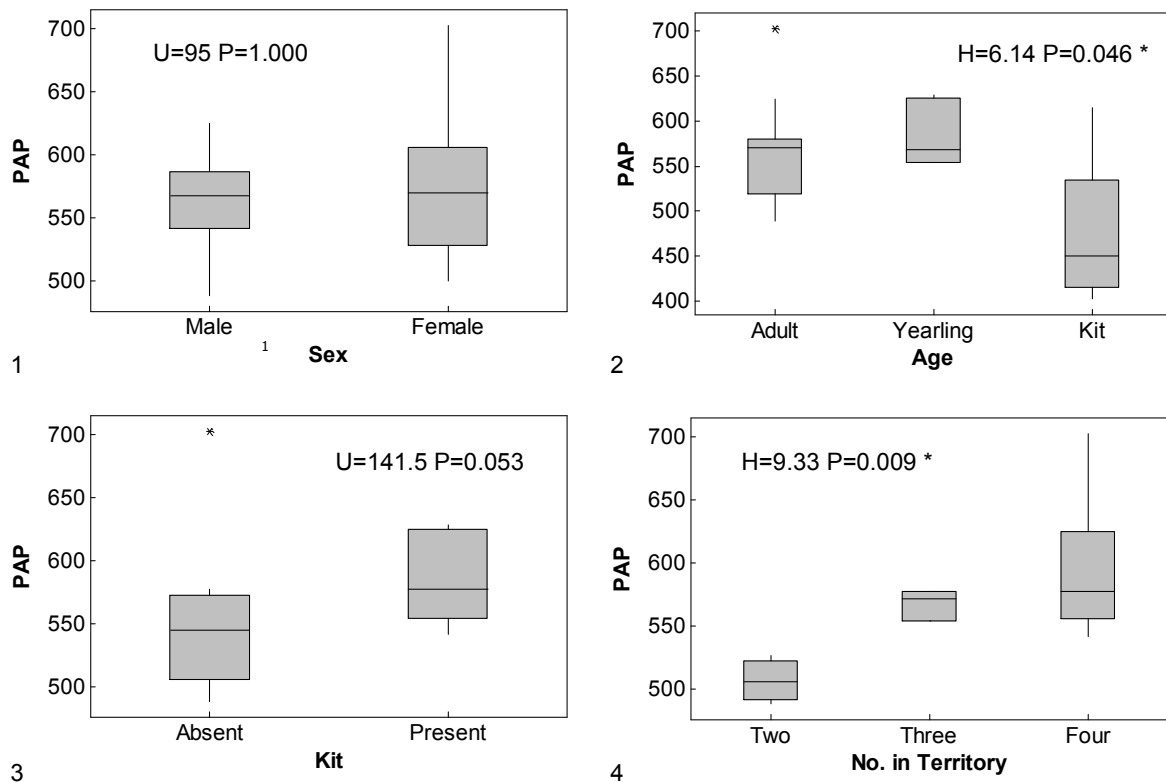 700
650
600
550
500
PAP
U=95 P=1.000
Male
Female
1
Sex
1
700
650
600
550
500
450
400
PAP
*
H=6.14 P=0.046 *
Adult
Yearling
Kit
Age
2
700
650
600
550
500
PAP
*
U=141.5 P=0.053
Absent
Present
Kit
3
700
650
600
550
500
PAP
H=9.33 P=0.009 *
Two
Three
Four
No. in Territory
4